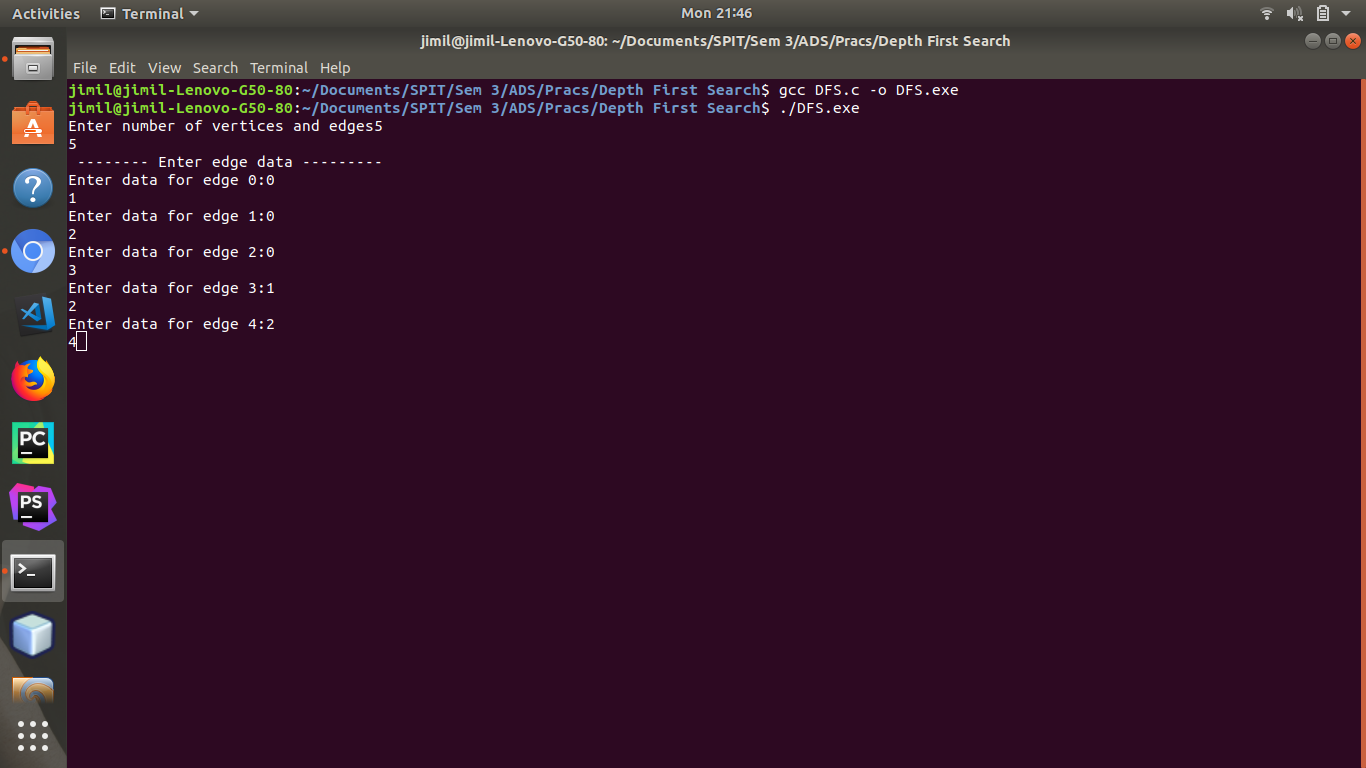 Activities Terminal Mon 21:46
jimil@jimil-Lenovo-G50-80: ~/Documents/SPIT/Sem 3/ADS/Pracs/Depth First Search
File Edit View Search Terminal Help
jimil@jimil-Lenovo-G50-80:~/Documents/SPIT/Sem 3/ADS/Pracs/Depth First Search$ gcc DFS.c -o DFS.exe
jimil@jimil-Lenovo-G50-80:~/Documents/SPIT/Sem 3/ADS/Pracs/Depth First Search$ ./DFS.exe
Enter number of vertices and edges5
5
 -------- Enter edge data ---------
Enter data for edge 0:0
1
Enter data for edge 1:0
2
Enter data for edge 2:0
3
Enter data for edge 3:1
2
Enter data for edge 4:2
4
A
?
PC
PS
>_